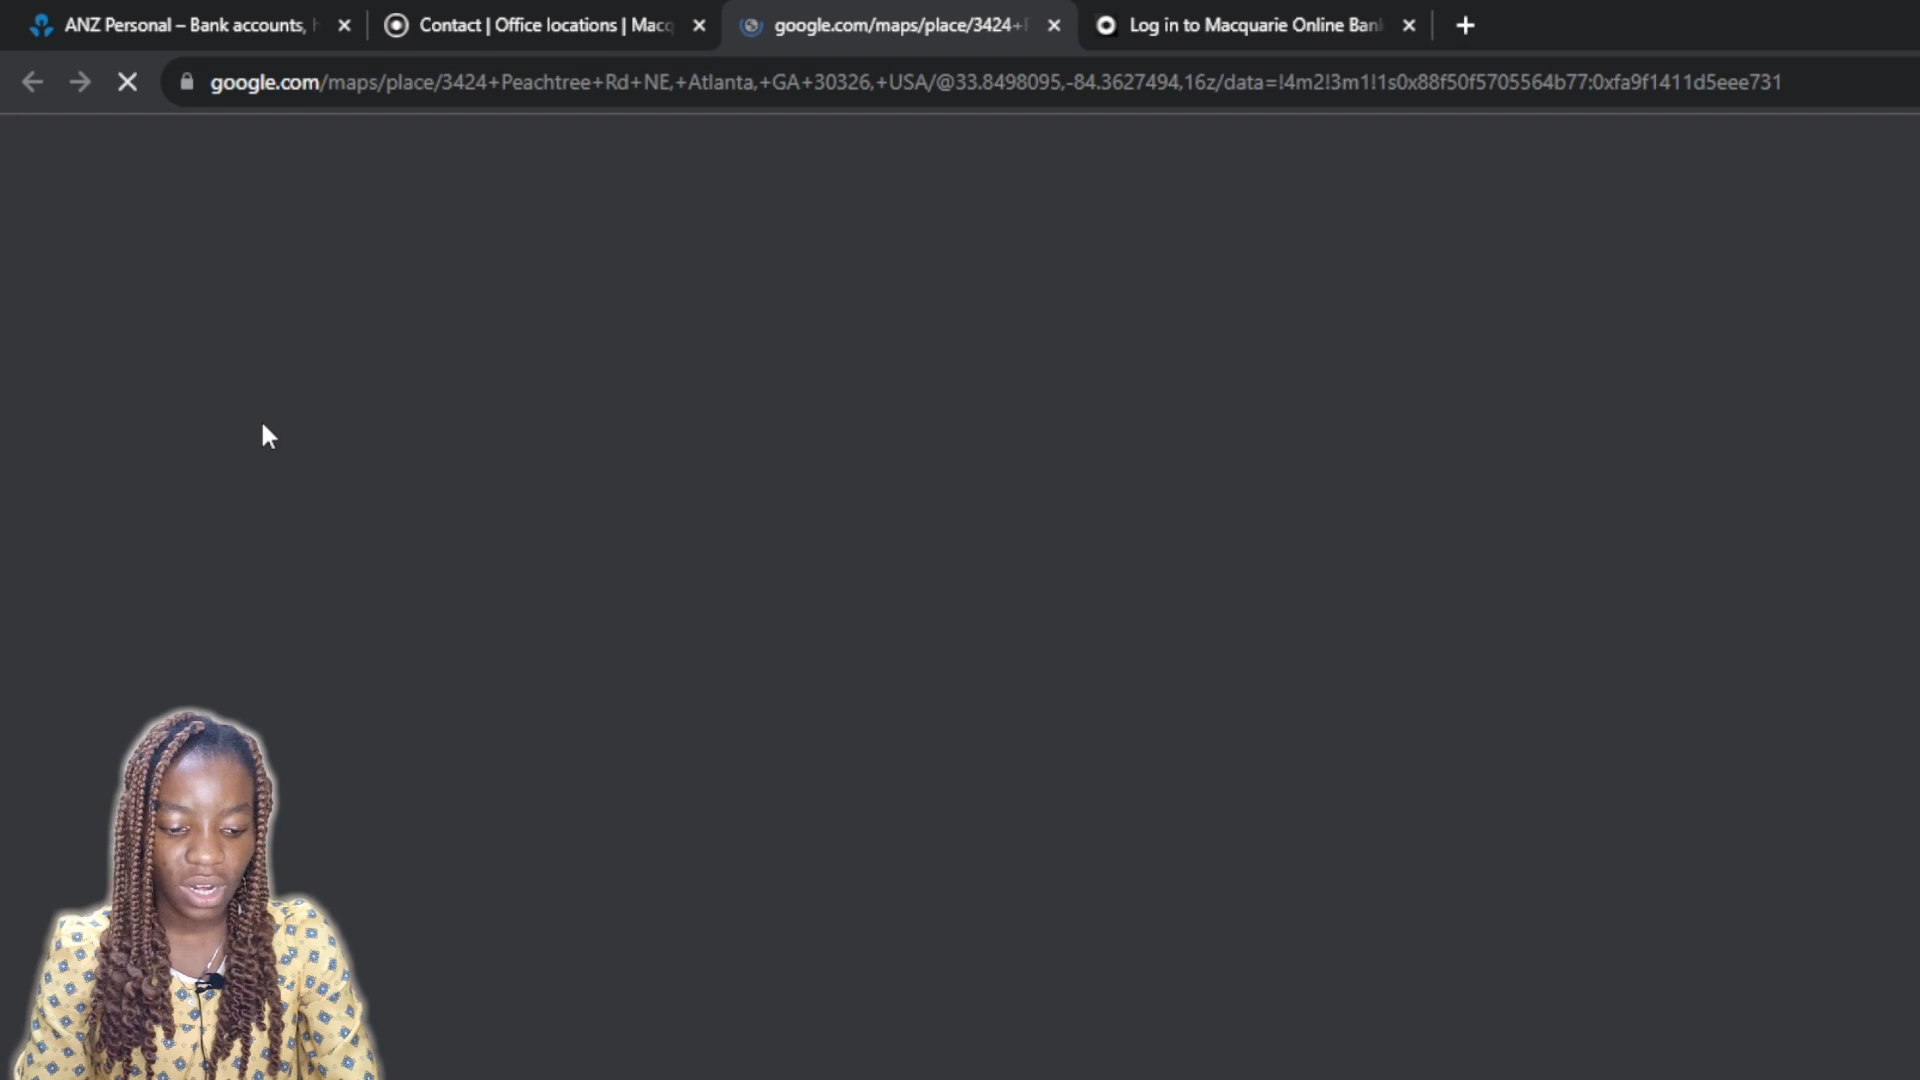 ANZ Personal – Bank accounts,
Contact | Office locations | Macq
google.com/maps/place/3424+
Log in to Macquarie Online Ban
google.com/maps/place/3424+Peachtree+Rd+NE,+Atlanta,+GA+30326,+USA/@33.8498095,-84.3627494,16z/data=!4m2!3m1!1s0x88f50f5705564b77:0xfa9f1411d5eee731